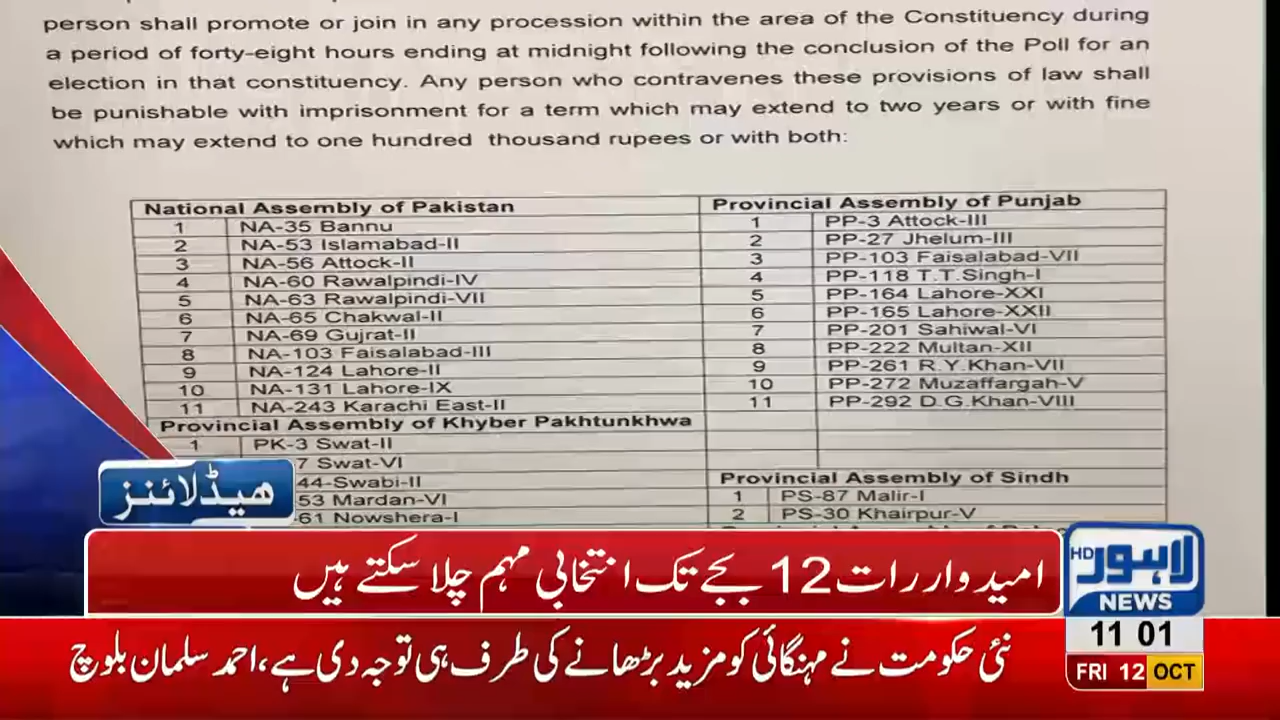 person shall promote or join in any procession within the area of the Constituency during
a period of forty-eight hours ending at midnight following the conclusion of the Poll for an
election in that constituency. Any person who contravenes these provisions of law shall
be punishable with imprisonment for a term which may extend to two years or with fine
which may extend to one hundred thousand rupees or with both:
National Assembly of Pakistan
1 NA-35 Bannu
2 NA-53 Islamabad-II
3 NA-56 Attock-II
4 NA-60 Rawalpindi-IV
5 NA-63 Rawalpindi-VII
6 NA-65 Chakwal-II
7 NA-69 Gujrat-II
8 NA-103 Faisalabad-III
9 NA-124 Lahore-II
10 NA-131 Lahore-IX
11 NA-243 Karachi East-II
Provincial Assembly of Khyber Pakhtunkhwa
1 PK-3 Swat-II
7 Swat-VI
44-Swabi-II
53 Mardan-VI
-61 Nowshera-I
Provincial Assembly of Punjab
1 PP-3 Attock-III
2 PP-27 Jhelum-III
3 PP-103 Faisalabad-VII
4 PP-118 T.T.Singh-I
5 PP-164 Lahore-XXI
6 PP-165 Lahore-XXII
7 PP-201 Sahiwal-VI
8 PP-222 Multan-XII
9 PP-261 R.Y.Khan-VII
10 PP-272 Muzaffargah-V
11 PP-292 D.G.Khan-VIII
Provincial Assembly of Sindh
1 PS-87 Malir-I
2 PS-30 Khairpur-V
ہیڈلائنز
امیدوار رات 12 بجے تک انتخابی مہم چلا سکتے ہیں
HD لاہور
NEWS
11 01
FRI 12 OCT
نئی حکومت نے مہنگائی کو مزید بڑھانے کی طرف ہی توجہ دی ہے، احمد سلمان بلوچ